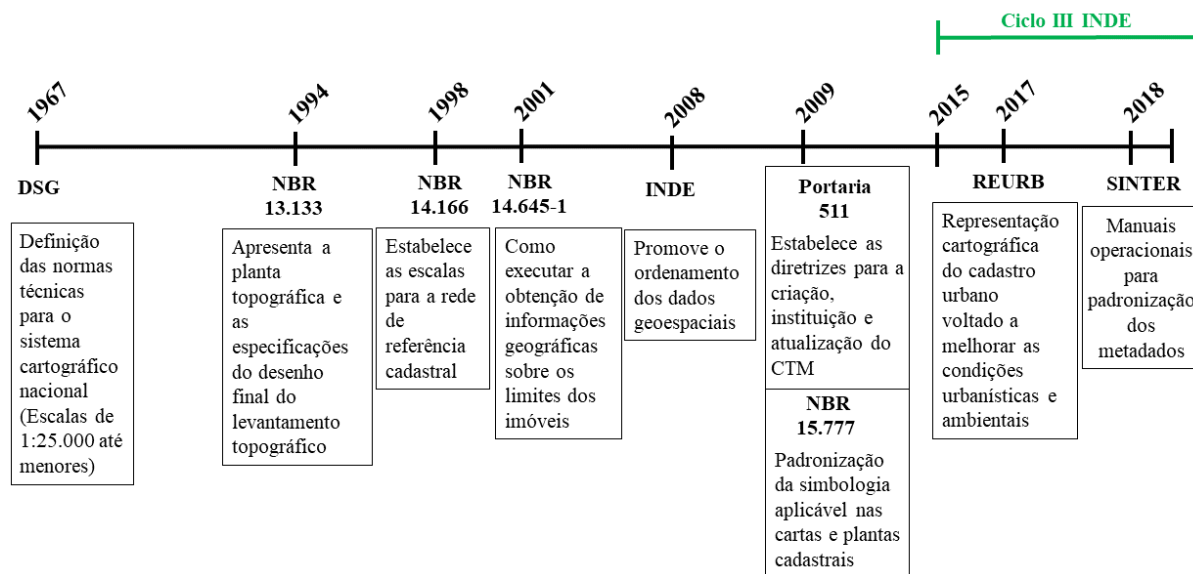 Ciclo III INDE
1967
1994
1998
2001
2008
2009
2015
2017
2018
DSG
Definição
das normas
técnicas
para o
sistema
cartográfico
nacional
(Escalas de
1:25.000 até
menores)
NBR
13.133
Apresenta a
planta
topográfica e
as
especificações
do desenho
final do
levantamento
topográfico
NBR
14.166
Estabelece
as escalas
para a rede
de
referência
cadastral
NBR
14.645-1
Como
executar a
obtenção de
informações
geográficas
sobre os
limites dos
imóveis
INDE
Promove o
ordenamento
dos dados
geoespaciais
Portaria
511
Estabelece as
diretrizes para a
criação,
instituição e
atualização do
CTM
NBR
15.777
Padronização
da simbologia
aplicável nas
cartas e plantas
cadastrais
REURB
Representação
cartográfica
do cadastro
urbano
voltado a
melhorar as
condições
urbanísticas e
ambientais
SINTER
Manuais
operacionais
para
padronização
dos
metadados